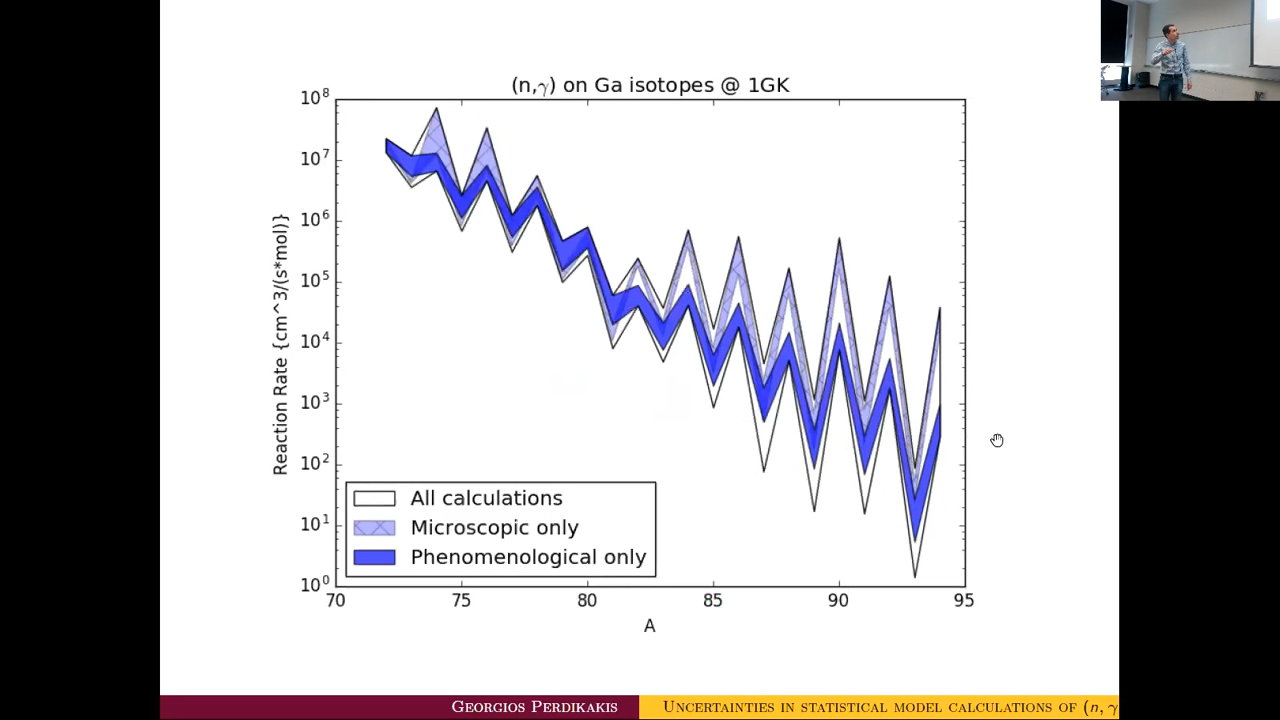 (n,γ) on Ga isotopes @ 1GK
10^8
10^7
10^6
10^5
10^4
10^3
10^2
10^1
10^0
Reaction Rate {cm^3/(s*mol)}
All calculations
Microscopic only
Phenomenological only
70 75 80 85 90 95
A
GEORGIOS PERDIKAKIS UNCERTAINTIES IN STATISTICAL MODEL CALCULATIONS OF (n, γ